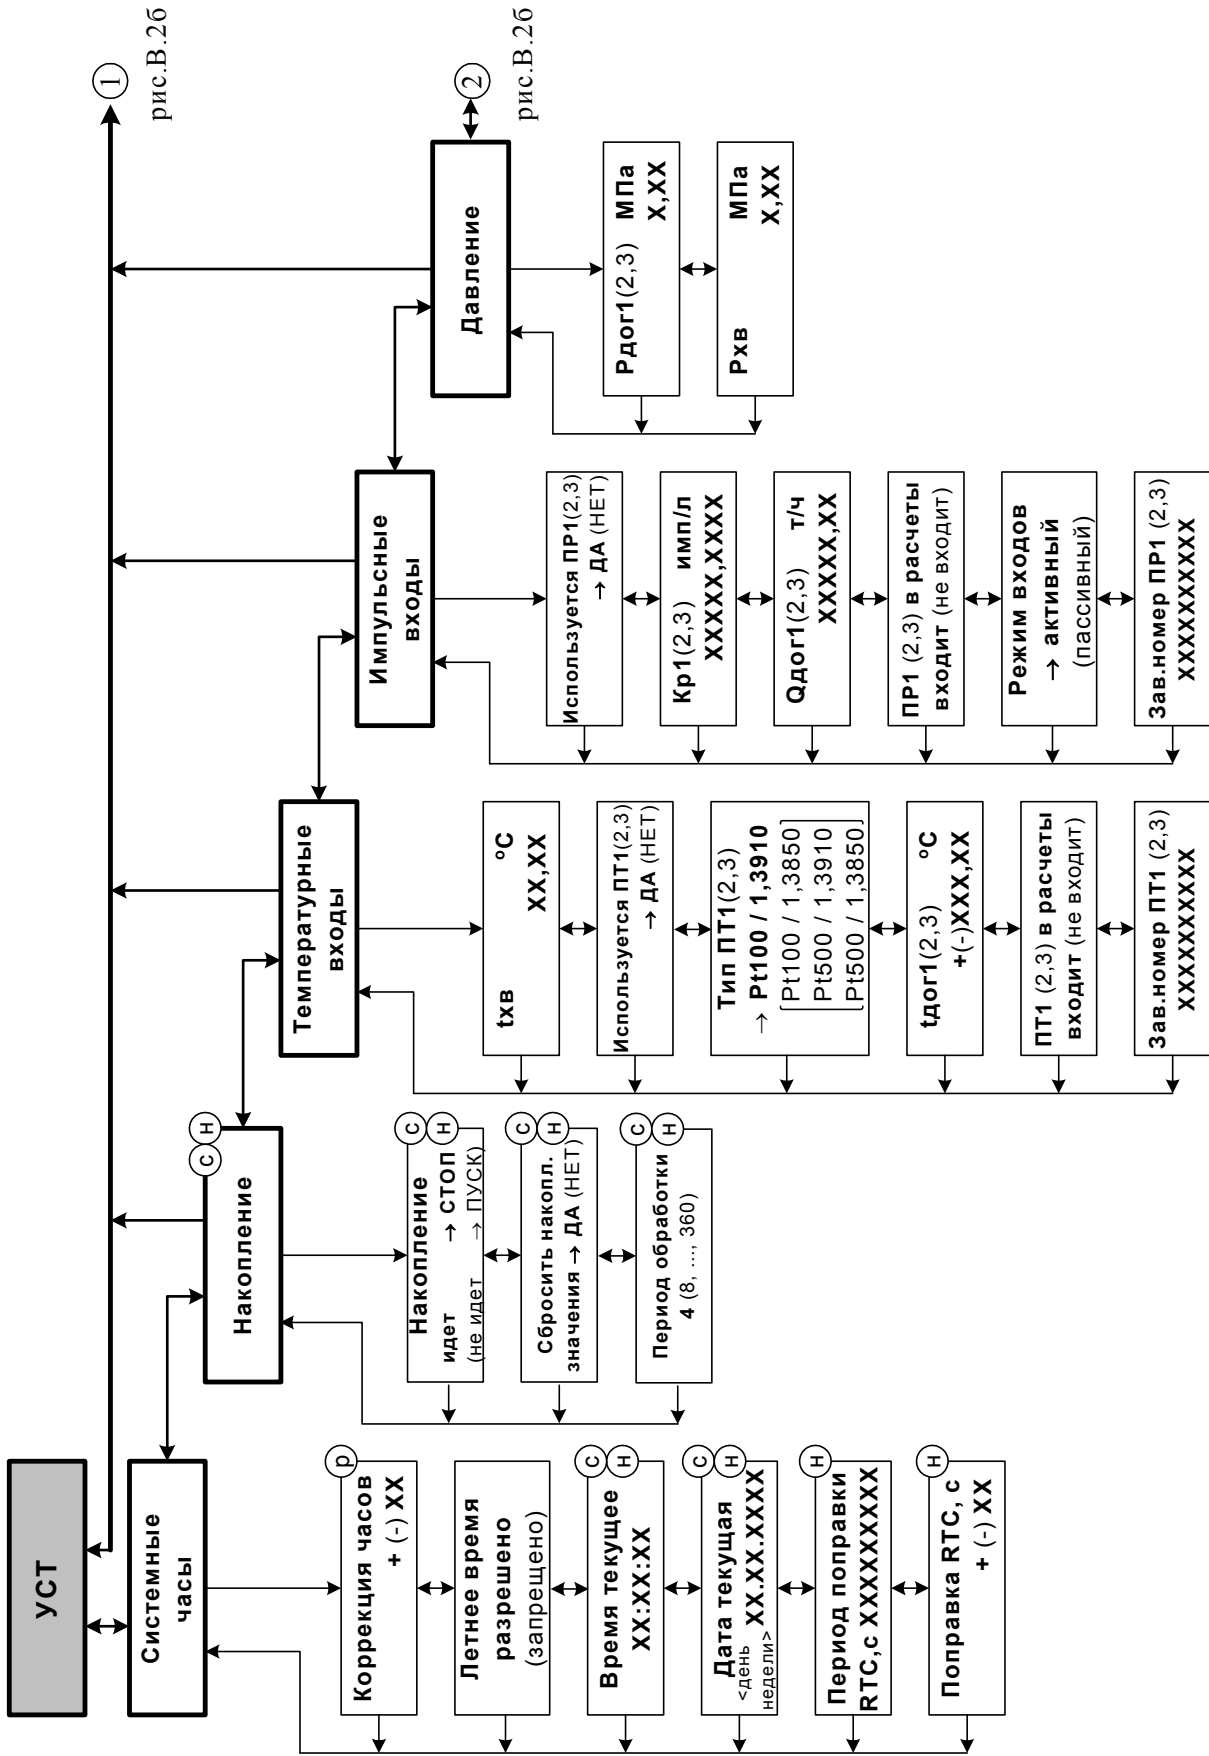 УСТ
Системные
часы
р
Коррекция часов
+ (-) XX
Летнее время
разрешено
(запрещено)
С
Н
Время текущее
XX:XX:XX
С
Н
Дата текущая
<день
недели> XX.XX.XXXX
Н
Период поправки
RTC,с XXXXXXXX
Н
Поправка RTC, с
+ (-) XX
С Н
Накопление
С
Н
Накопление
идет → СТОП
(не идет → ПУСК)
С
Н
Сбросить накопл.
значения → ДА (НЕТ)
С
Н
Период обработки
4 (8, ..., 360)
Температурные
входы
tхв ºС
XX,XX
Используется ПТ1(2,3)
→ ДА (НЕТ)
Тип ПТ1(2,3)
→ Pt100 / 1,3910
Pt100 / 1,3850
Pt500 / 1,3910
Pt500 / 1,3850
tдог1(2,3) ºС
+(-)XXX,XX
ПТ1 (2,3) в расчеты
входит (не входит)
Зав.номер ПТ1 (2,3)
XXXXXXXXXX
Импульсные
входы
Используется ПР1(2,3)
→ ДА (НЕТ)
Кр1(2,3) имп/л
XXXXX,XXXX
Qдог1(2,3) т/ч
XXXXX,XX
ПР1 (2,3) в расчеты
входит (не входит)
Режим входов
→ активный
(пассивный)
Зав.номер ПР1 (2,3)
XXXXXXXXXX
Давление
Рдог1(2,3) МПа
X,XX
Рхв МПа
X,XX
1
рис.В.2б
2
рис.В.2б